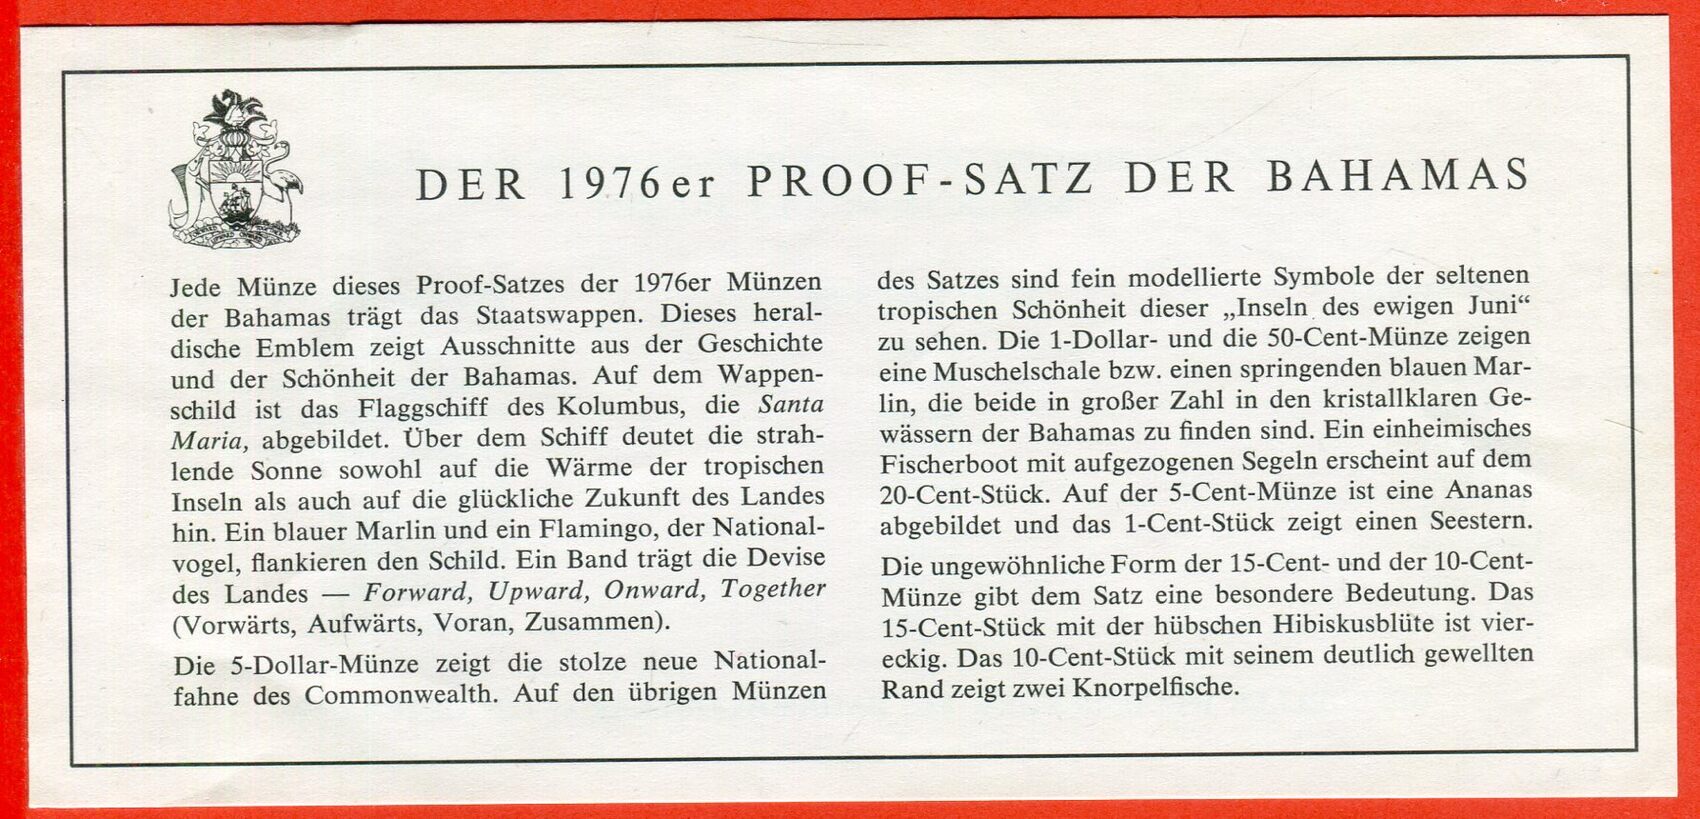 FORWARD UPWARD ONWARD TOGETHER
DER 1976er PROOF-SATZ DER BAHAMAS
Jede Münze dieses Proof-Satzes der 1976er Münzen
der Bahamas trägt das Staatswappen. Dieses heral-
dische Emblem zeigt Ausschnitte aus der Geschichte
und der Schönheit der Bahamas. Auf dem Wappen-
schild ist das Flaggschiff des Kolumbus, die Santa
Maria, abgebildet. Über dem Schiff deutet die strah-
lende Sonne sowohl auf die Wärme der tropischen
Inseln als auch auf die glückliche Zukunft des Landes
hin. Ein blauer Marlin und ein Flamingo, der National-
vogel, flankieren den Schild. Ein Band trägt die Devise
des Landes — Forward, Upward, Onward, Together
(Vorwärts, Aufwärts, Voran, Zusammen).
Die 5-Dollar-Münze zeigt die stolze neue National-
fahne des Commonwealth. Auf den übrigen Münzen
des Satzes sind fein modellierte Symbole der seltenen
tropischen Schönheit dieser „Inseln des ewigen Juni“
zu sehen. Die 1-Dollar- und die 50-Cent-Münze zeigen
eine Muschelschale bzw. einen springenden blauen Mar-
lin, die beide in großer Zahl in den kristallklaren Ge-
wässern der Bahamas zu finden sind. Ein einheimisches
Fischerboot mit aufgezogenen Segeln erscheint auf dem
20-Cent-Stück. Auf der 5-Cent-Münze ist eine Ananas
abgebildet und das 1-Cent-Stück zeigt einen Seestern.
Die ungewöhnliche Form der 15-Cent- und der 10-Cent-
Münze gibt dem Satz eine besondere Bedeutung. Das
15-Cent-Stück mit der hübschen Hibiskusblüte ist vier-
eckig. Das 10-Cent-Stück mit seinem deutlich gewellten
Rand zeigt zwei Knorpelfische.